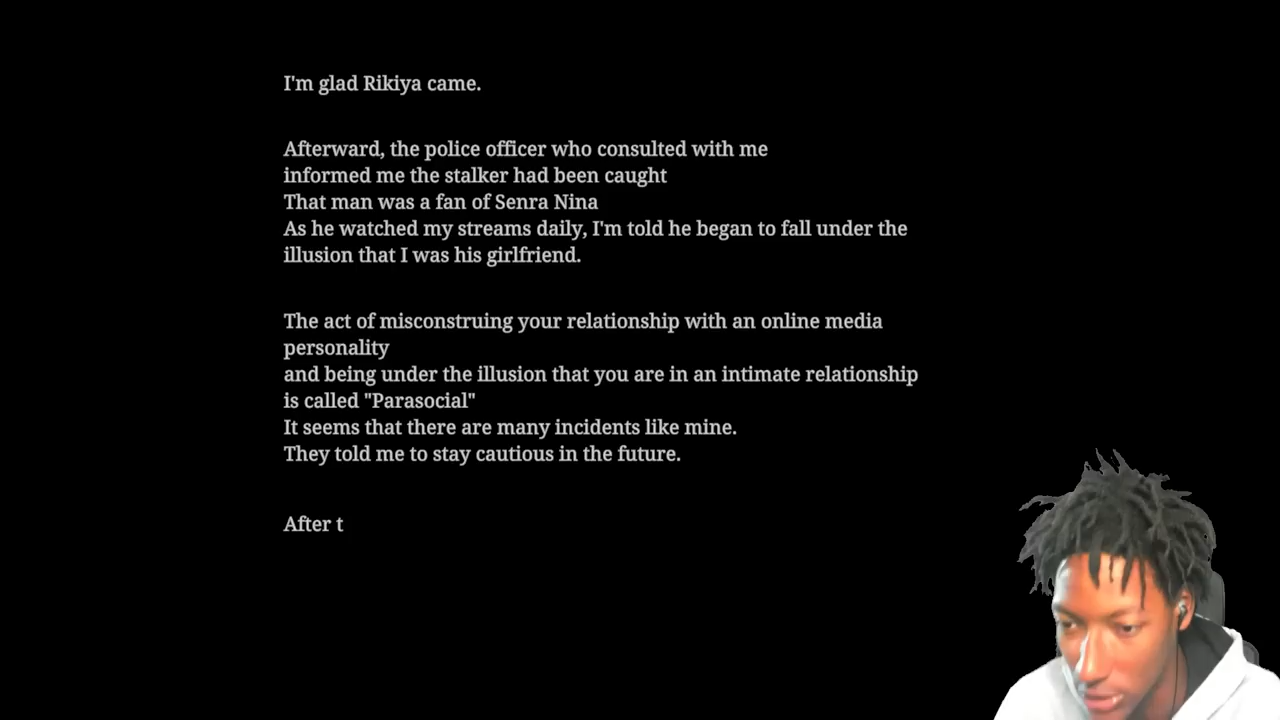 I'm glad Rikiya came.
Afterward, the police officer who consulted with me
informed me the stalker had been caught
That man was a fan of Senra Nina
As he watched my streams daily, I'm told he began to fall under the
illusion that I was his girlfriend.
The act of misconstruing your relationship with an online media
personality
and being under the illusion that you are in an intimate relationship
is called "Parasocial"
It seems that there are many incidents like mine.
They told me to stay cautious in the future.
After t